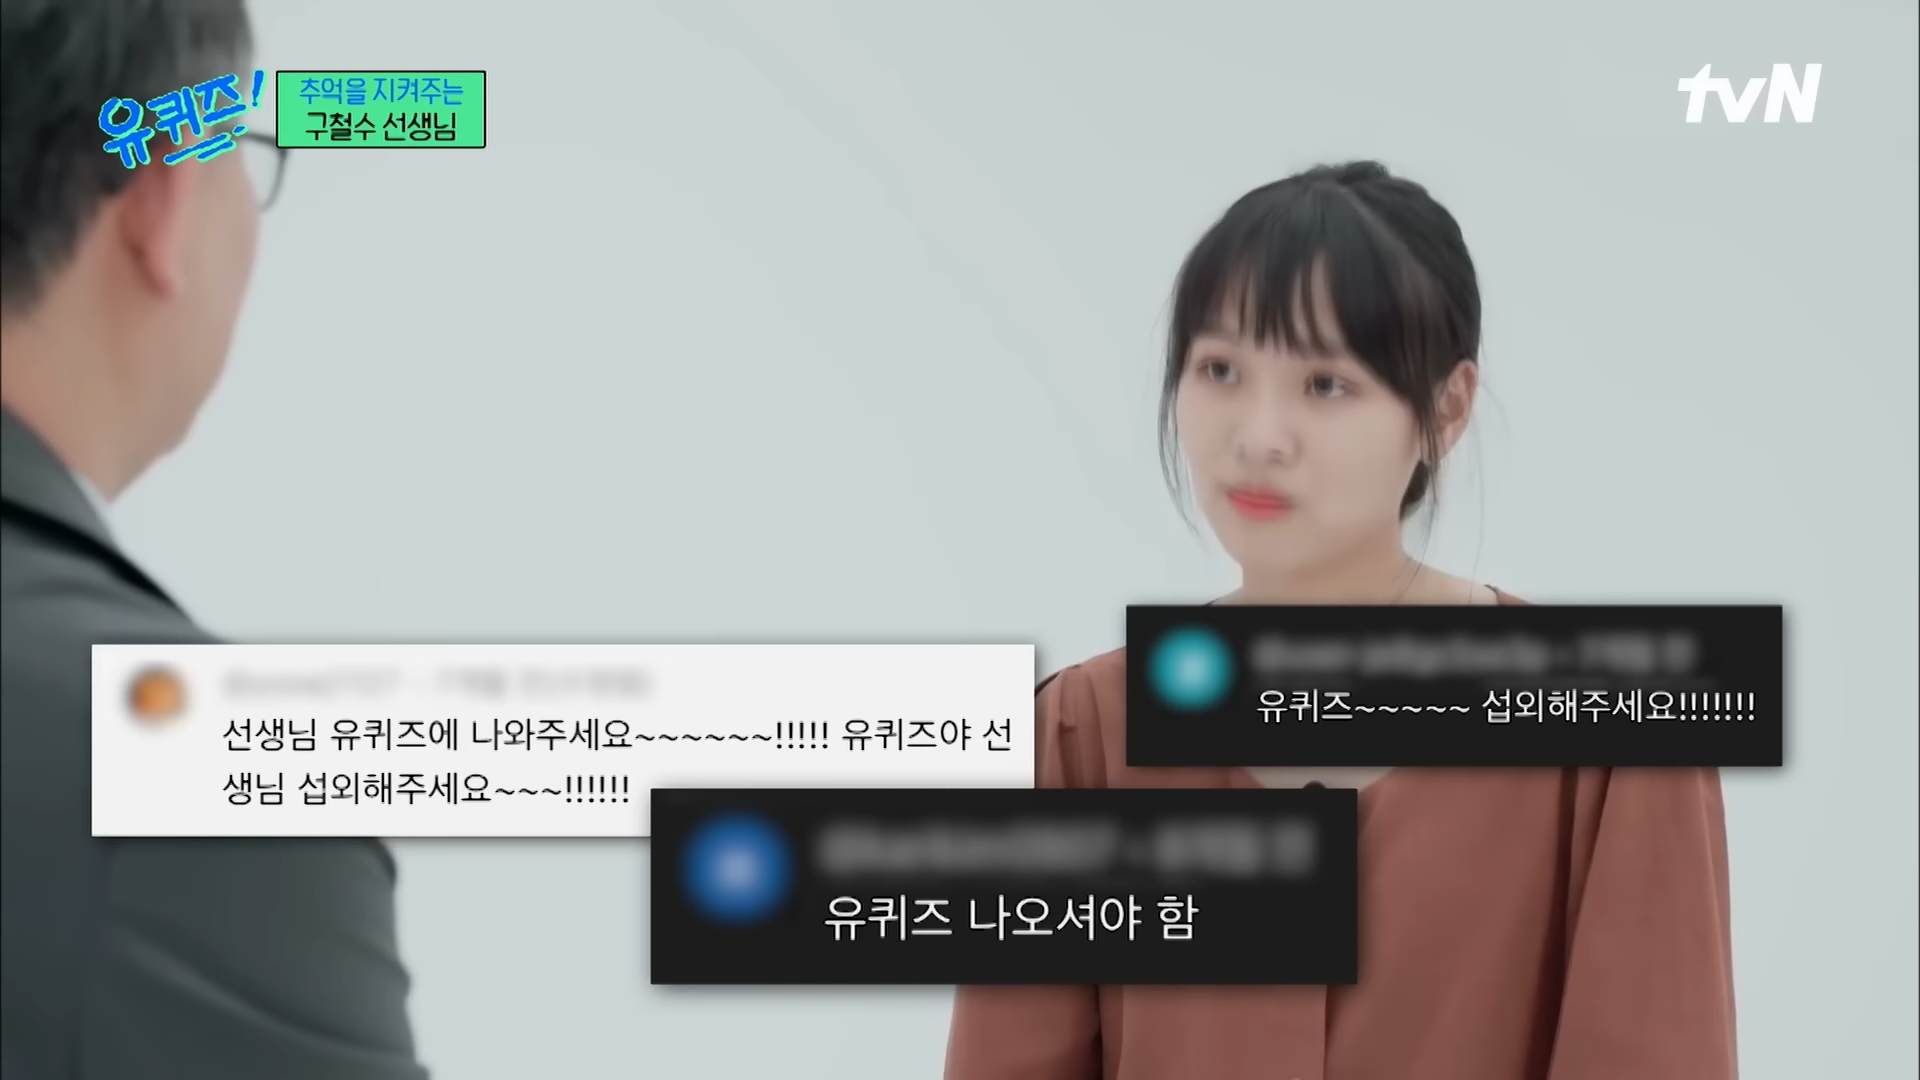 유퀴즈!
추억을 지켜주는
구철수 선생님
tvN
유퀴즈~~~~~ 섭외해주세요!!!!!!!
선생님 유퀴즈에 나와주세요~~~~~~!!!!! 유퀴즈야 선
생님 섭외해주세요~~~!!!!!!
유퀴즈 나오셔야 함